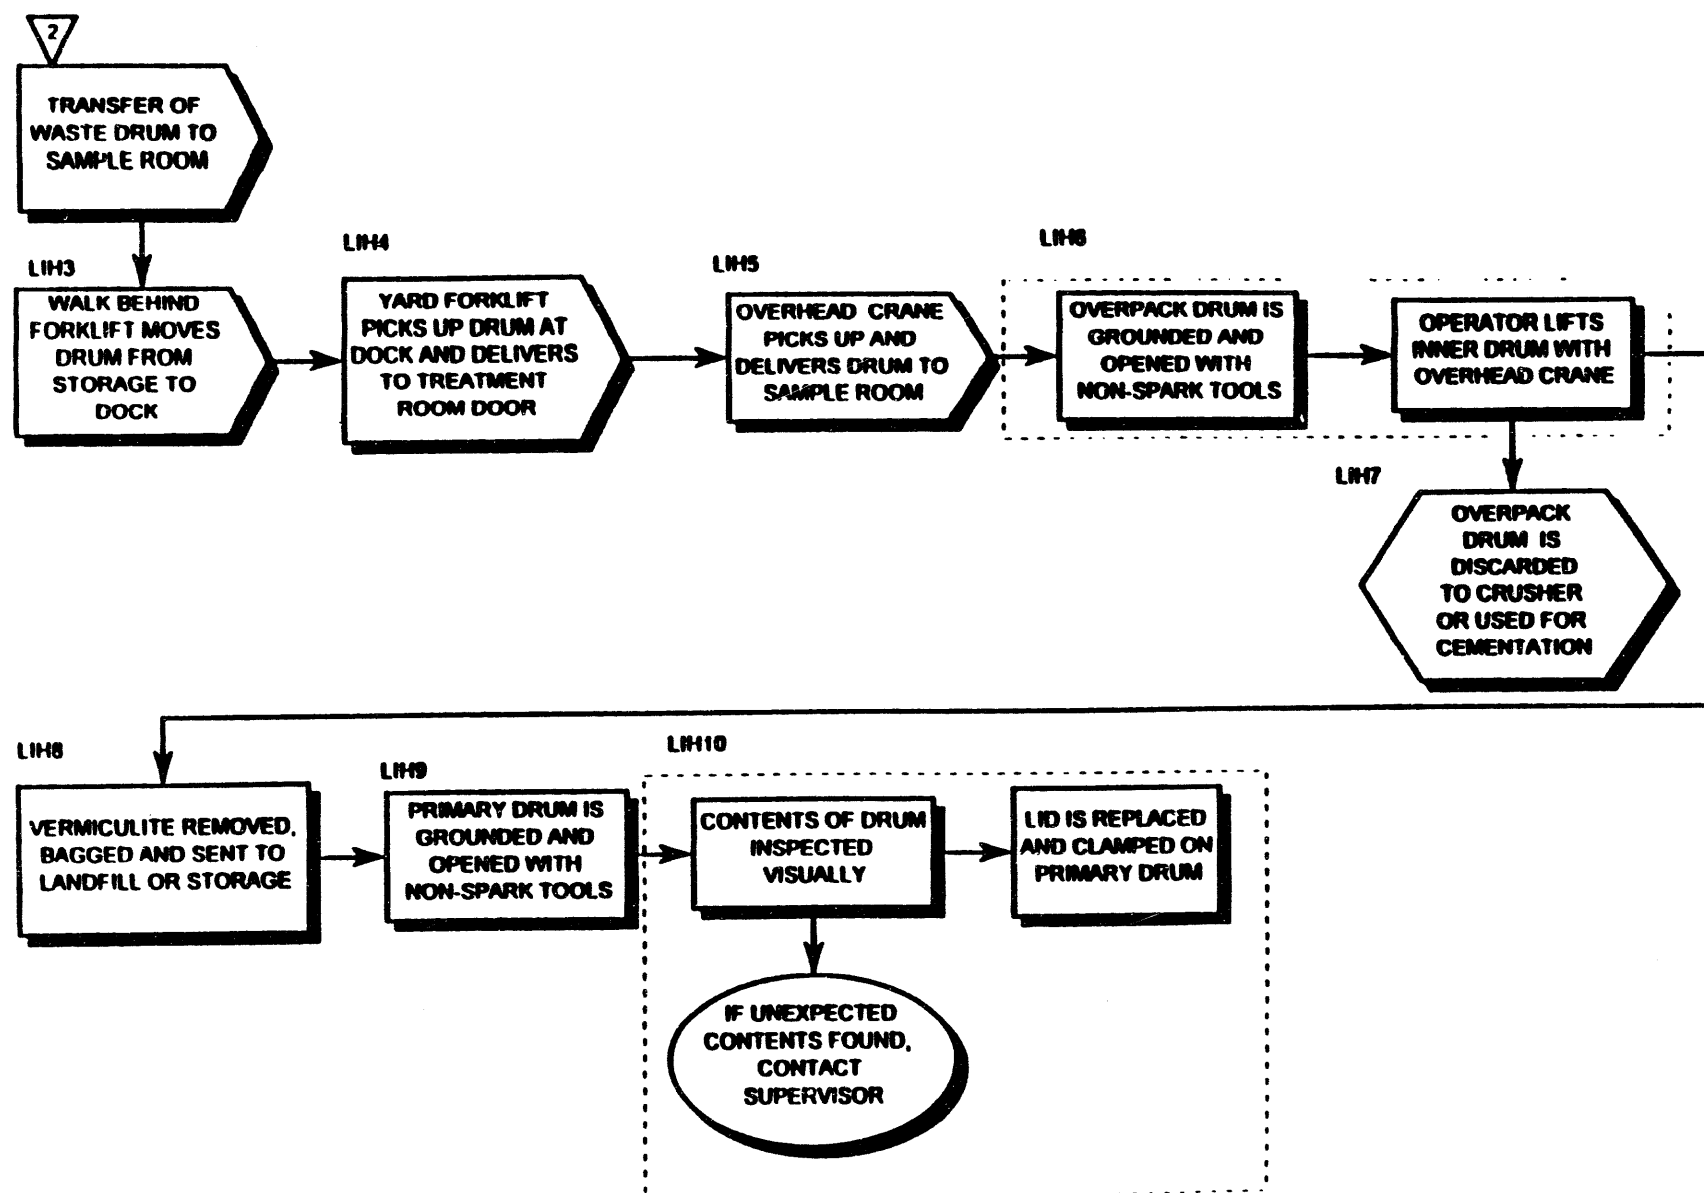 2
TRANSFER OF
WASTE DRUM TO
SAMPLE ROOM
LIH3
WALK BEHIND
FORKLIFT MOVES
DRUM FROM
STORAGE TO
DOCK
LIH4
YARD FORKLIFT
PICKS UP DRUM AT
DOCK AND DELIVERS
TO TREATMENT
ROOM DOOR
LIH5
OVERHEAD CRANE
PICKS UP AND
DELIVERS DRUM TO
SAMPLE ROOM
LIH6
OVERPACK DRUM IS
GROUNDED AND
OPENED WITH
NON-SPARK TOOLS
OPERATOR LIFTS
INNER DRUM WITH
OVERHEAD CRANE
LIH7
OVERPACK
DRUM IS
DISCARDED
TO CRUSHER
OR USED FOR
CEMENTATION
LIH8
VERMICULITE REMOVED,
BAGGED AND SENT TO
LANDFILL OR STORAGE
LIH9
PRIMARY DRUM IS
GROUNDED AND
OPENED WITH
NON-SPARK TOOLS
LIH10
CONTENTS OF DRUM
INSPECTED
VISUALLY
LID IS REPLACED
AND CLAMPED ON
PRIMARY DRUM
IF UNEXPECTED
CONTENTS FOUND,
CONTACT
SUPERVISOR